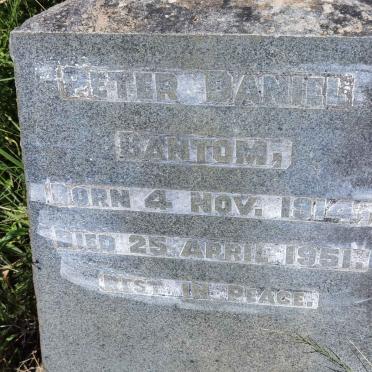 PETER DANIEL
BANTOM,
BORN 4 NOV. 1914,
DIED 25 APRIL 1951.
REST IN PEACE.